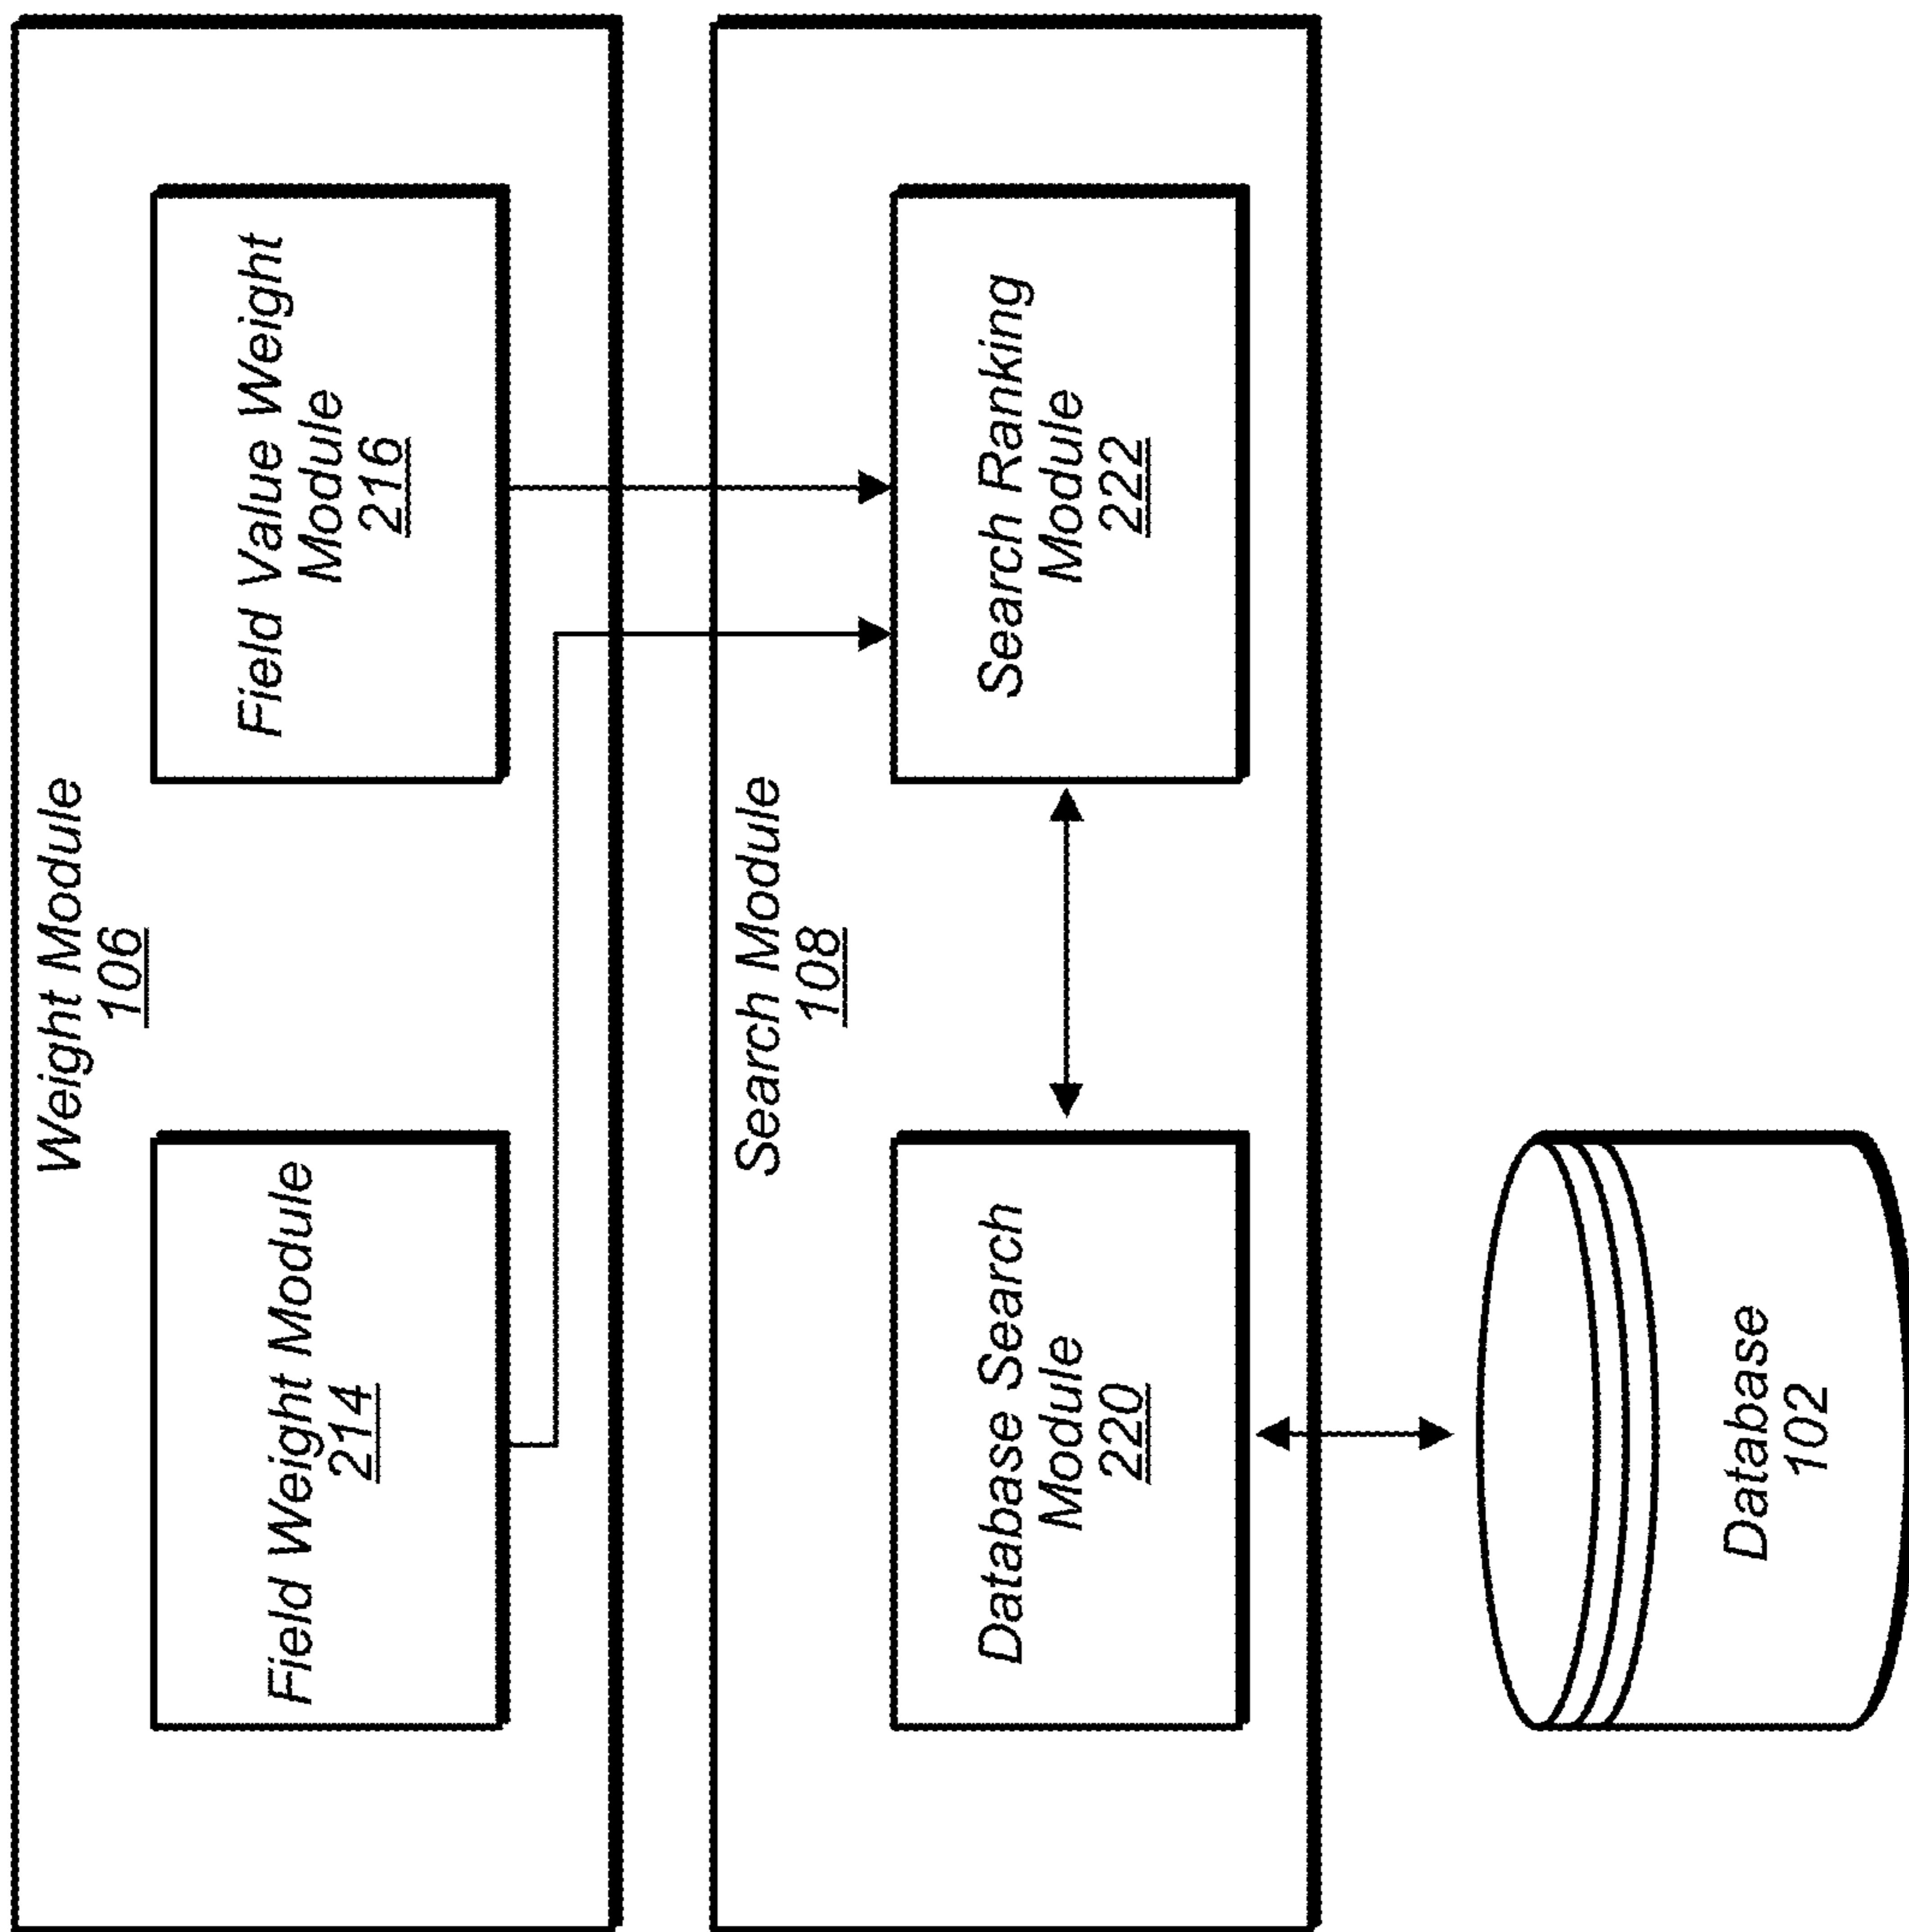 Weight Module
106
Field Weight Module
214
Field Value Weight
Module
216
Search Module
108
Database Search
Module
220
Search Ranking
Module
222
Database
102